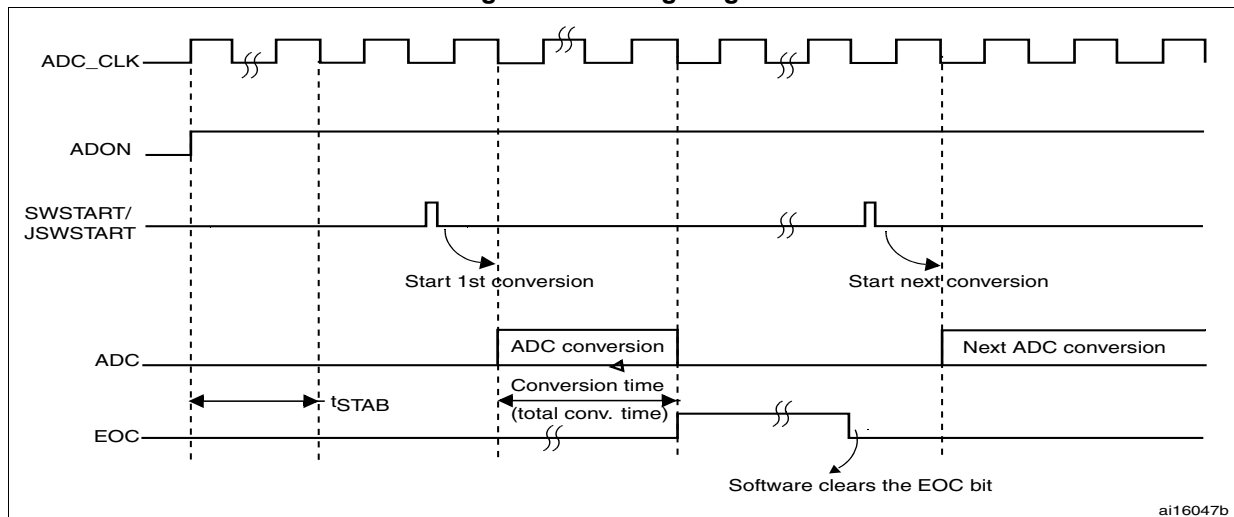 ADC_CLK
ADON
SWSTART/
JSWSTART
Start 1st conversion
Start next conversion
ADC
ADC conversion
Next ADC conversion
Conversion time
(total conv. time)
tSTAB
EOC
Software clears the EOC bit
ai16047b